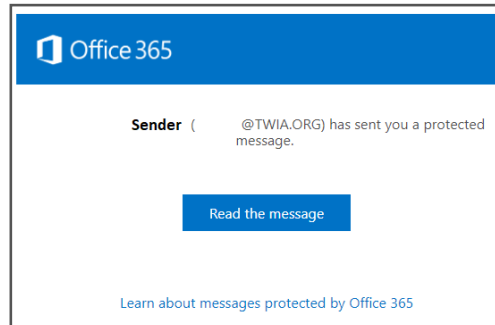 Office 365
Sender ( @TWIA.ORG) has sent you a protected
message.
Read the message
Learn about messages protected by Office 365